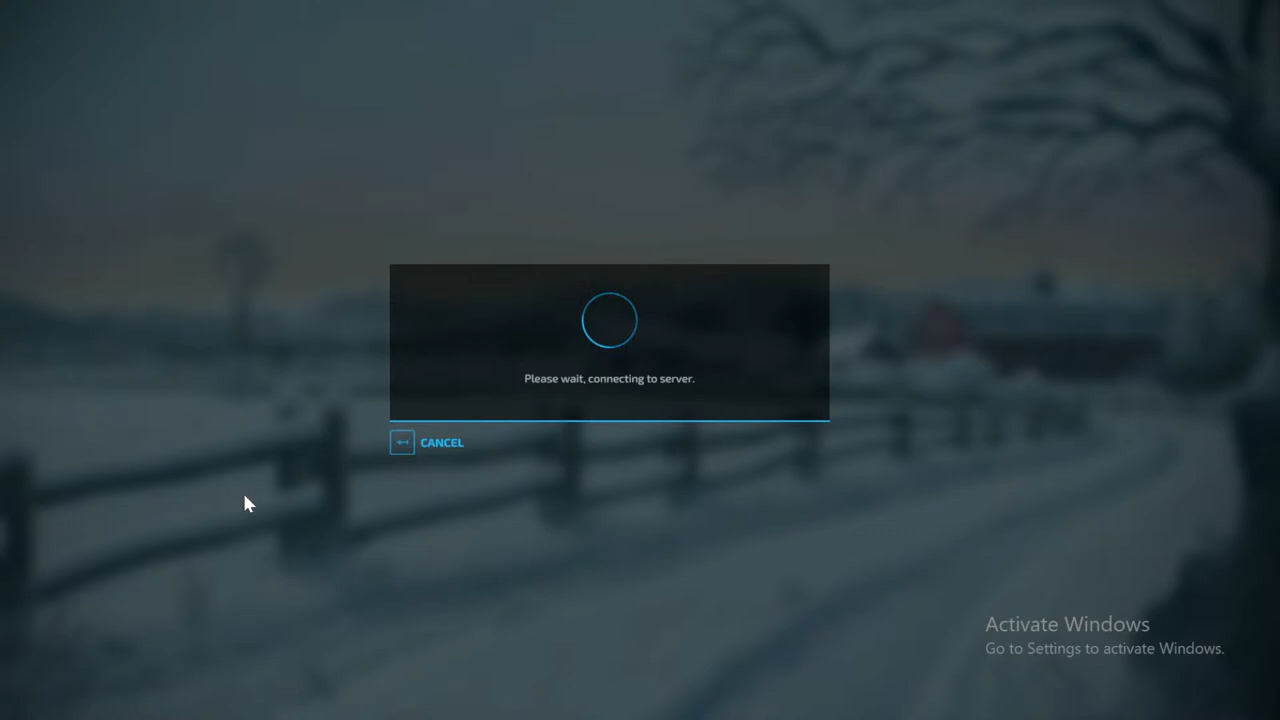 Please wait, connecting to server.
CANCEL
Activate Windows
Go to Settings to activate Windows.